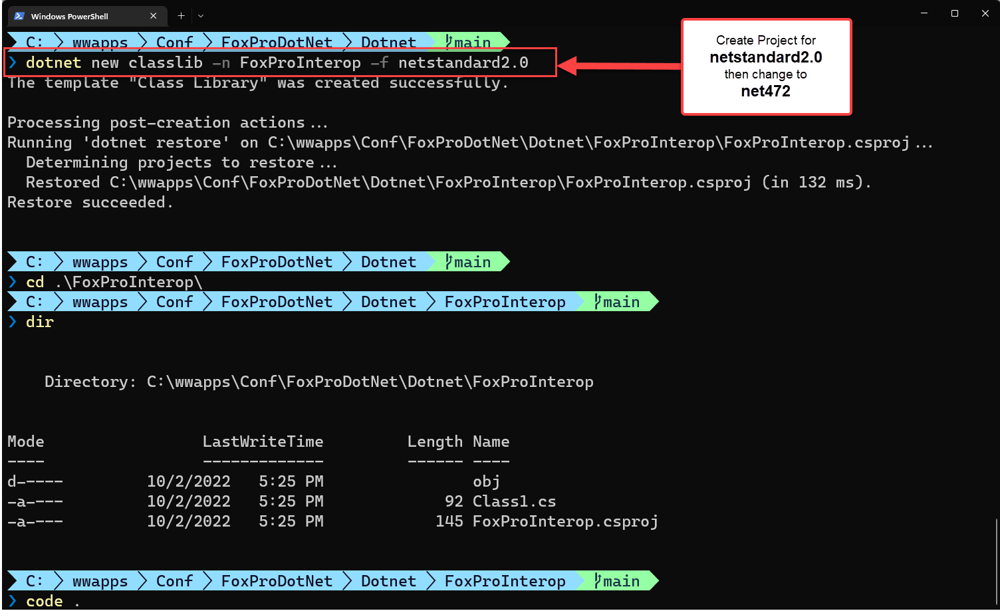 Windows PowerShell
C: wwapps Conf FoxProDotNet Dotnet main
❯ dotnet new classlib -n FoxProInterop -f netstandard2.0
The template "Class Library" was created successfully.
Create Project for
netstandard2.0
then change to
net472
Processing post-creation actions...
Running 'dotnet restore' on C:\wwapps\Conf\FoxProDotNet\Dotnet\FoxProInterop\FoxProInterop.csproj...
Determining projects to restore...
Restored C:\wwapps\Conf\FoxProDotNet\Dotnet\FoxProInterop\FoxProInterop.csproj (in 132 ms).
Restore succeeded.
C: wwapps Conf FoxProDotNet Dotnet main
❯ cd .\FoxProInterop\
C: wwapps Conf FoxProDotNet Dotnet FoxProInterop main
❯ dir
Directory: C:\wwapps\Conf\FoxProDotNet\Dotnet\FoxProInterop
Mode LastWriteTime Length Name
---- ------------- ------ ----
d----- 10/2/2022 5:25 PM obj
-a---- 10/2/2022 5:25 PM 92 Class1.cs
-a---- 10/2/2022 5:25 PM 145 FoxProInterop.csproj
C: wwapps Conf FoxProDotNet Dotnet FoxProInterop main
❯ code .